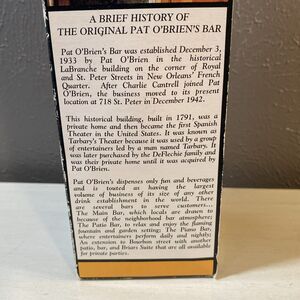 A BRIEF HISTORY OF
THE ORIGINAL PAT O'BRIEN'S BAR
Pat O'Brien's Bar was established December 3,
1933 by Pat O'Brien in the historical
LaBranche building on the corner of Royal
and St. Peter Streets in New Orleans' French
Quarter. After Charlie Cantrell joined Pat
O'Brien, the business moved to its present
location at 718 St. Peter in December 1942.
This historical building, built in 1791, was a
private home and then became the first Spanish
Theater in the United States. It was known as
Tarbary's Theater because it was used by a group
of entertainers led by a man named Tarbary. It
was later purchased by the DeFlechie family and
was their private home until it was acquired by
Pat O'Brien.
Pat O'Brien's dispenses only fun and beverages
and is touted as having the largest
volume of business of its size of any other
drink establishment in the world. There
are several bars to serve customers...
The Main Bar, which locals are drawn to
because of the neighborhood bar atmosphere;
The Patio Bar, to relax and enjoy the flaming
fountain and garden setting; The Piano Bar,
where entertainers perform daily and nightly;
An extension to Bourbon street with another
patio, bar, and Briars Suite that are all available
for private parties.